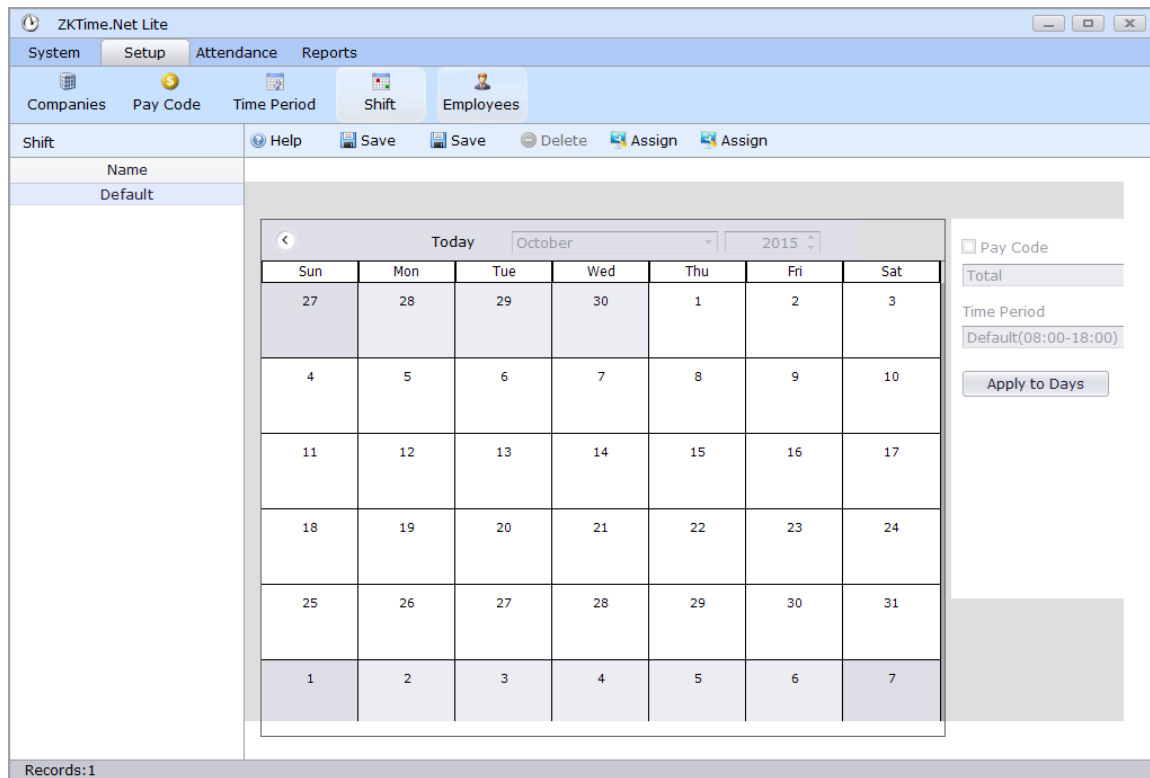 ZKTime.Net Lite
System Setup Attendance Reports
Companies Pay Code Time Period Shift Employees
Shift
Help Save Save Delete Assign Assign
Name
Default
Today October 2015
Sun Mon Tue Wed Thu Fri Sat
27 28 29 30 1 2 3
4 5 6 7 8 9 10
11 12 13 14 15 16 17
18 19 20 21 22 23 24
25 26 27 28 29 30 31
1 2 3 4 5 6 7
Pay Code
Total
Time Period
Default(08:00-18:00)
Apply to Days
Records:1